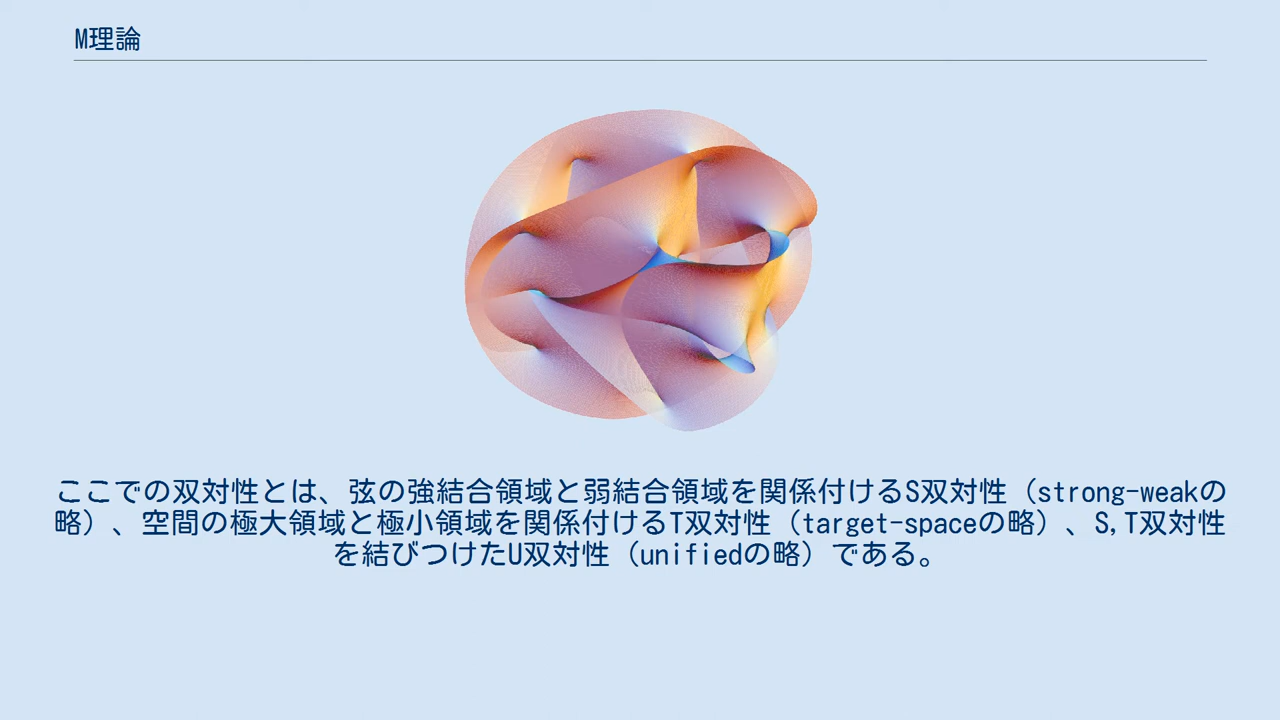 M理論
ここでの双対性とは、弦の強結合領域と弱結合領域を関係付けるS双対性（strong-weakの
略）、空間の極大領域と極小領域を関係付けるT双対性（target-spaceの略）、S,T双対性
を結びつけたU双対性（unifiedの略）である。